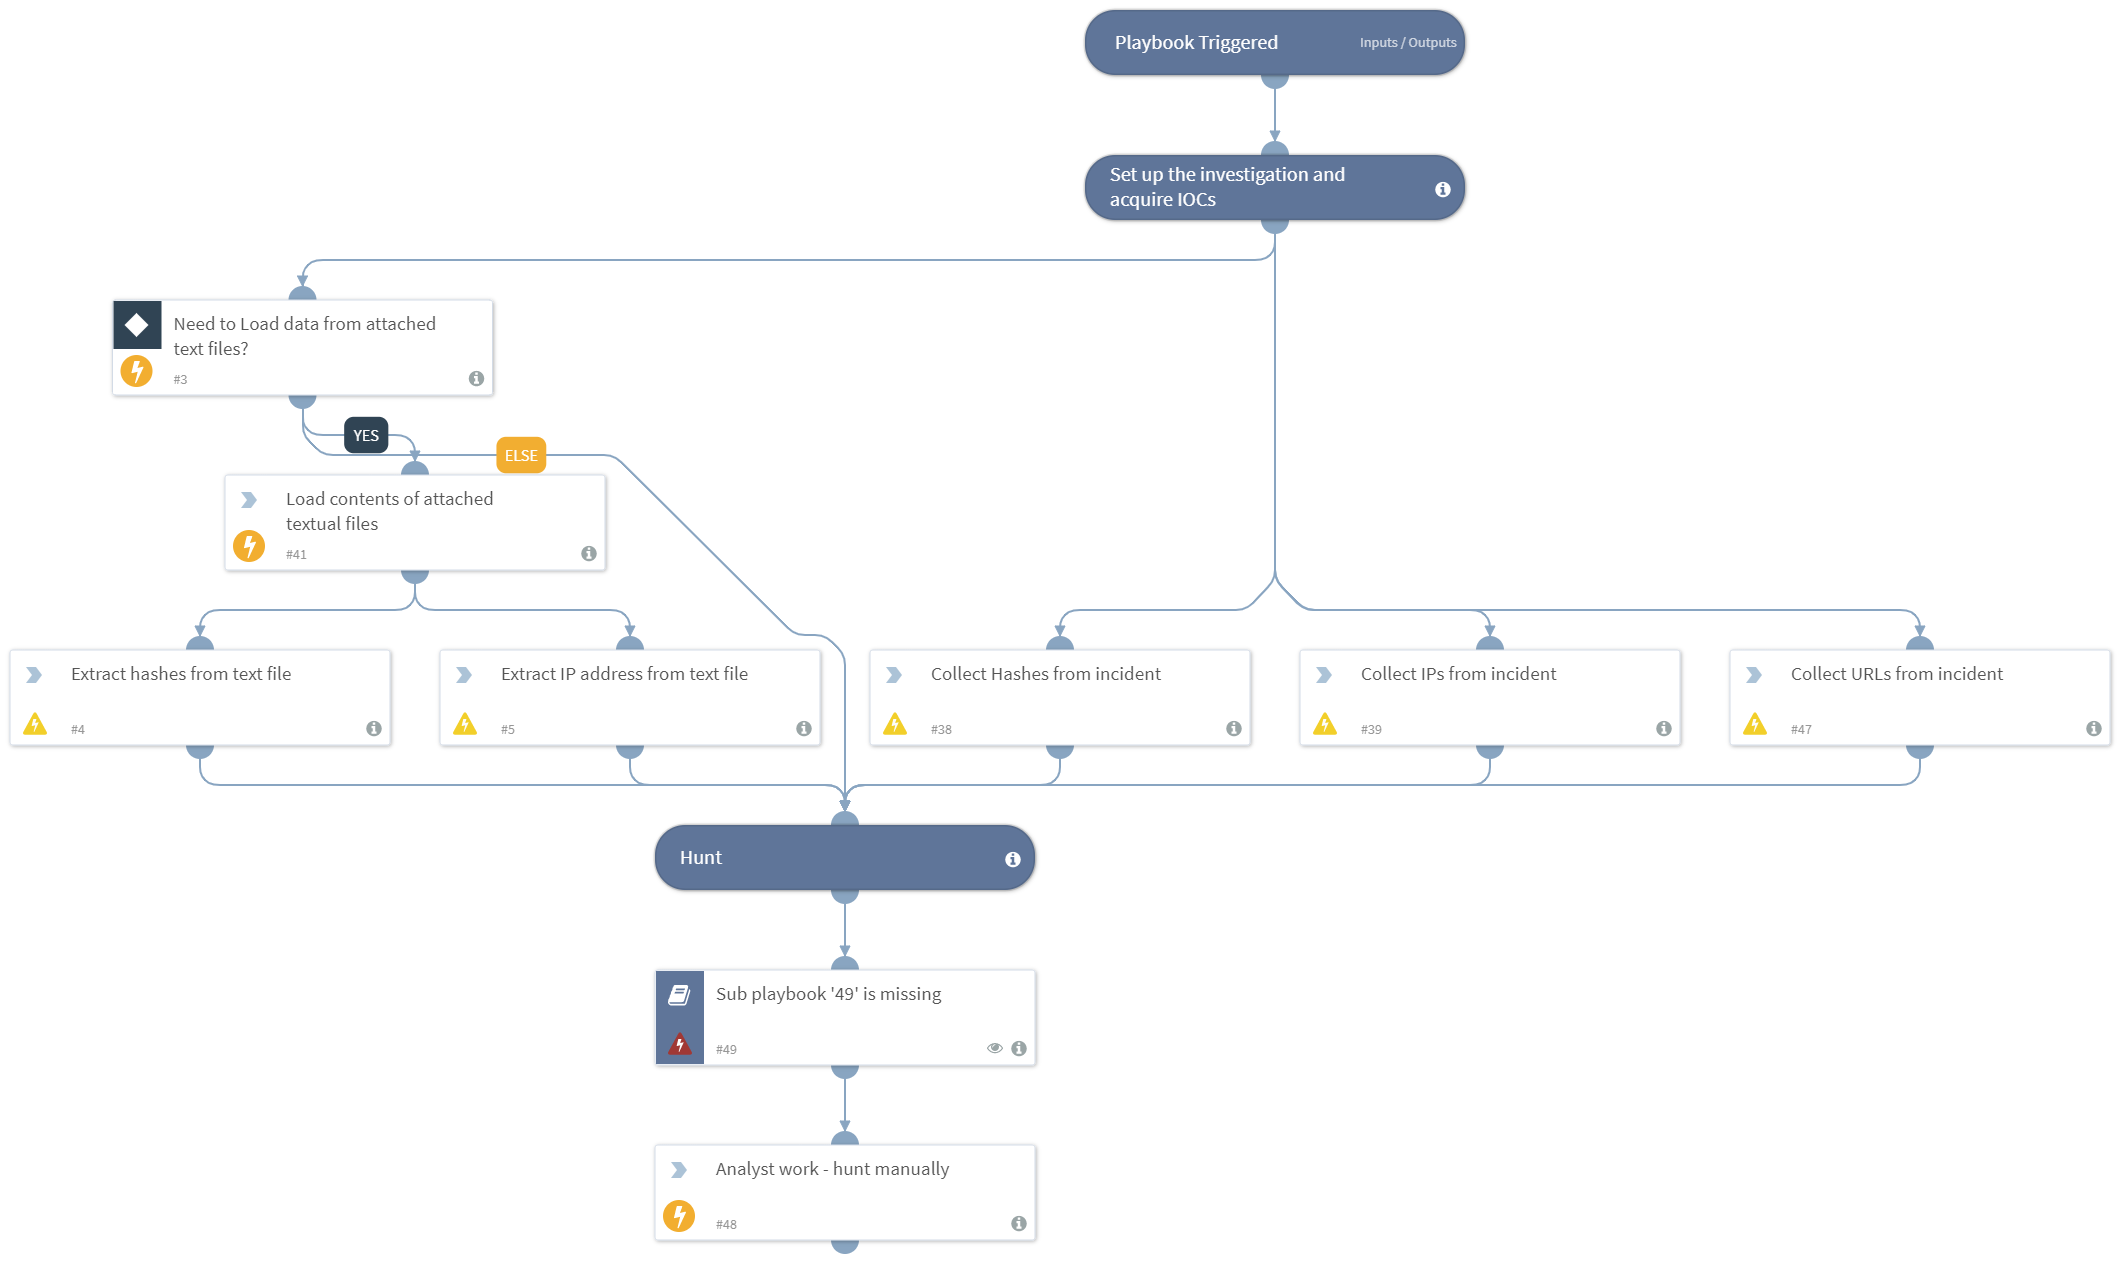 Playbook Triggered
Inputs / Outputs
Set up the investigation and
acquire IOCs
Need to Load data from attached
text files?
#3
YES
ELSE
Load contents of attached
textual files
#41
Extract hashes from text file
#4
Extract IP address from text file
#5
Collect Hashes from incident
#38
Collect IPs from incident
#39
Collect URLs from incident
#47
Hunt
Sub playbook '49' is missing
#49
Analyst work - hunt manually
#48